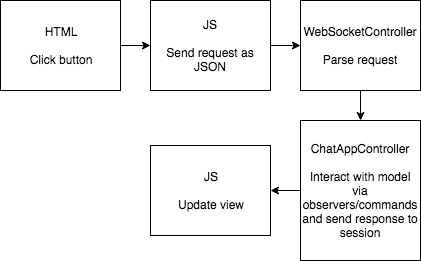 HTML
Click button
JS
Send request as
JSON
WebSocketController
Parse request
ChatAppController
Interact with model
via
observers/commands
and send response to
session
JS
Update view